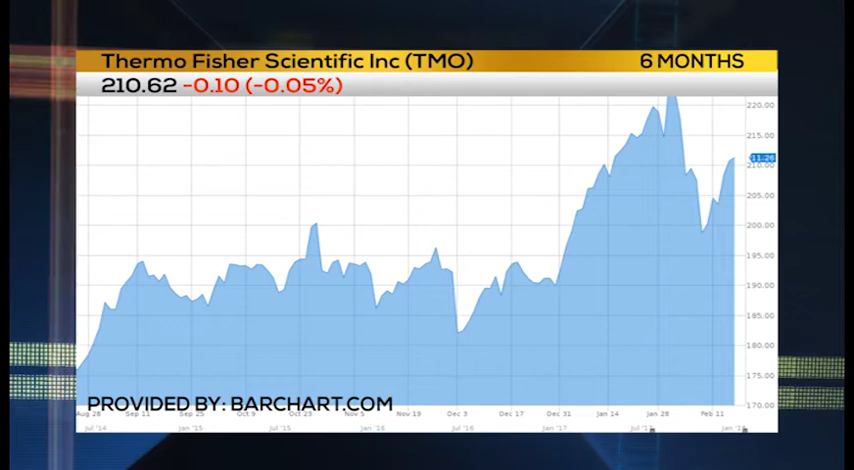 Thermo Fisher Scientific Inc (TMO) 6 MONTHS
210.62 -0.10 (-0.05%)
220.00
215.00
11.26
210.00
205.00
200.00
195.00
190.00
185.00
180.00
175.00
170.00
PROVIDED BY: BARCHART.COM
Aug 28 Sep 11 Sep 25 Oct 9 Oct 23 Nov 5 Nov 19 Dec 3 Dec 17 Dec 31 Jan 14 Jan 28 Feb 11
Jul '14 Jan '15 Jul '15 Jan '16 Jul '16 Jan '17